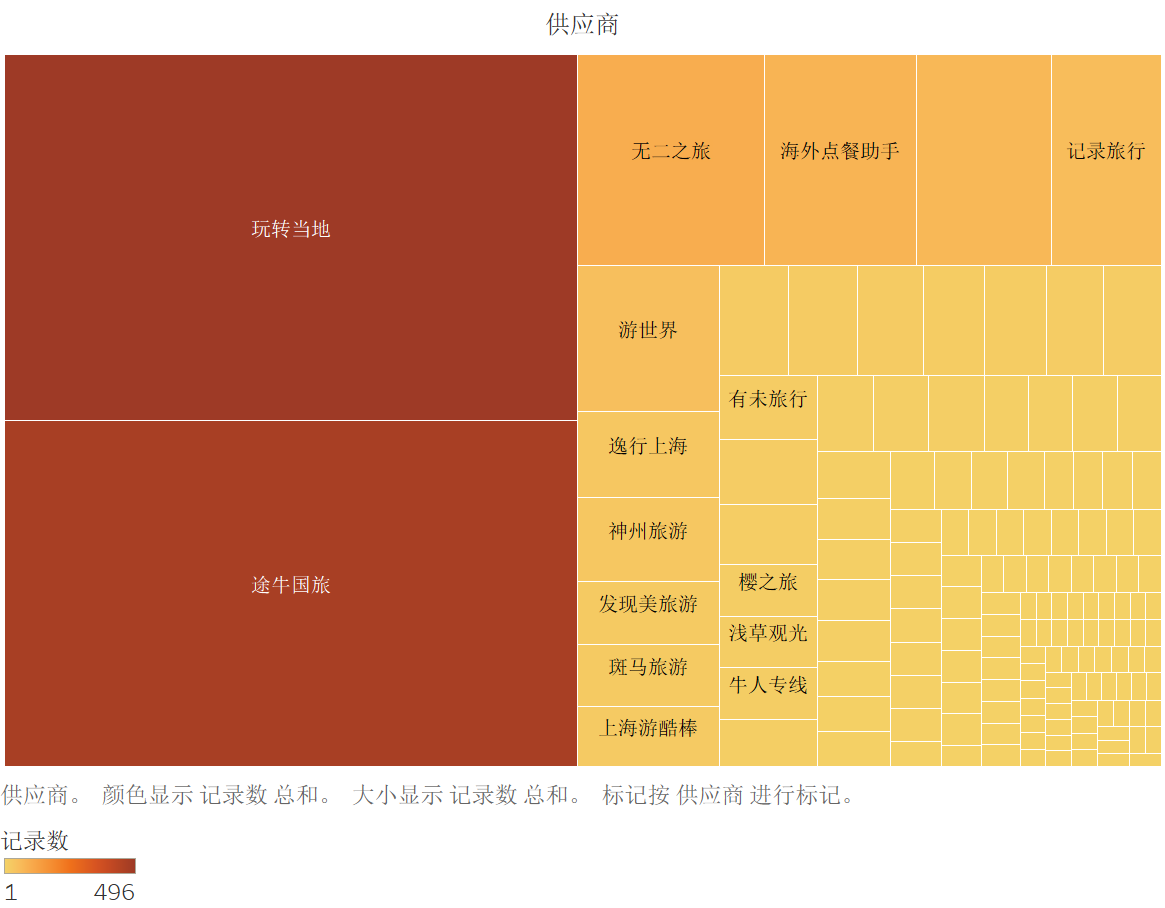 供应商
玩转当地
途牛国旅
无二之旅
海外点餐助手
记录旅行
游世界
逸行上海
神州旅游
发现美旅游
斑马旅游
上海游酷棒
有未旅行
樱之旅
浅草观光
牛人专线
供应商。 颜色显示 记录数 总和。 大小显示 记录数 总和。 标记按 供应商 进行标记。
记录数
1 496